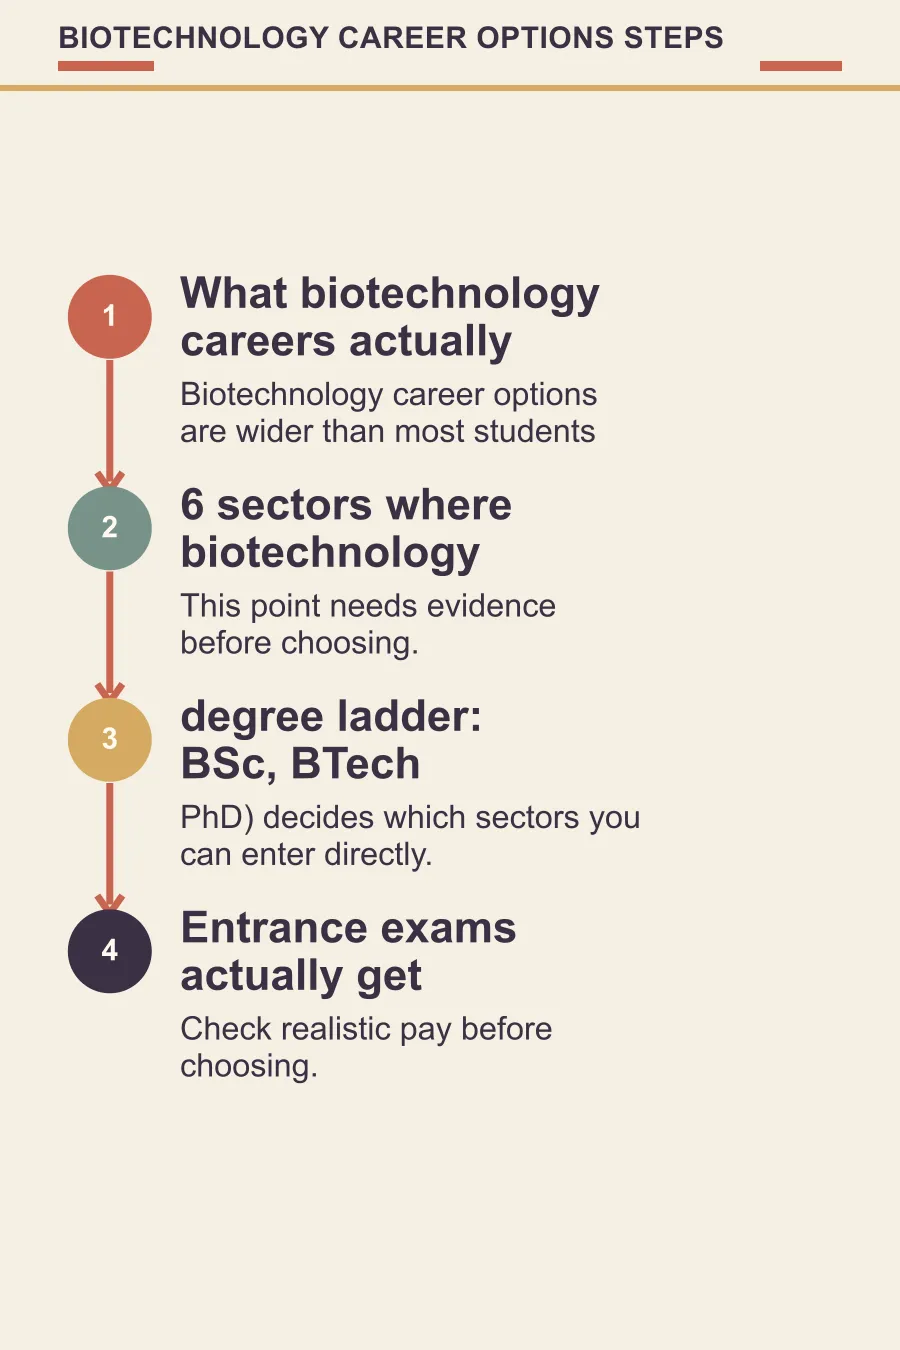 BIOTECHNOLOGY CAREER OPTIONS STEPS
1
What biotechnology
careers actually
Biotechnology career options
are wider than most students
2
6 sectors where
biotechnology
This point needs evidence
before choosing.
3
degree ladder:
BSc, BTech
PhD) decides which sectors you
can enter directly.
4
Entrance exams
actually get
Check realistic pay before
choosing.